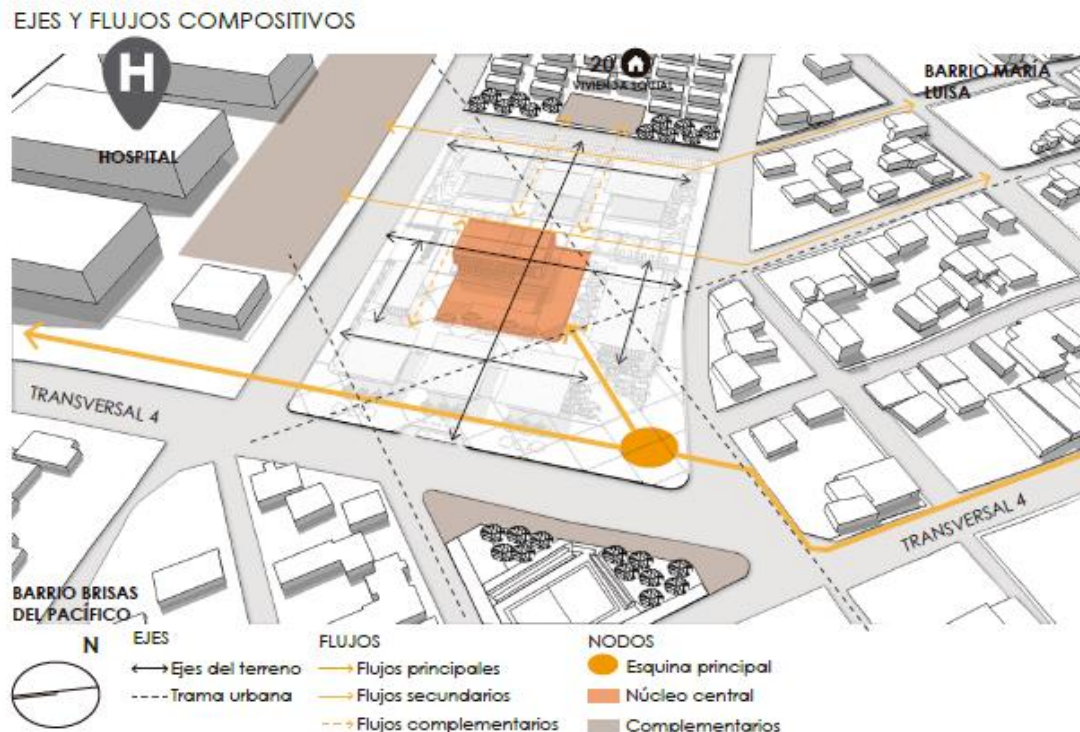 EJES Y FLUJOS COMPOSITIVOS
H
20
VIVIENDA SOCIAL
BARRIO MARÍA
LUISA
HOSPITAL
TRANSVERSAL 4
TRANSVERSAL 4
BARRIO BRISAS
DEL PACÍFICO
N
EJES
Ejes del terreno
Trama urbana
FLUJOS
Flujos principales
Flujos secundarios
Flujos complementarios
NODOS
Esquina principal
Núcleo central
Complementarios